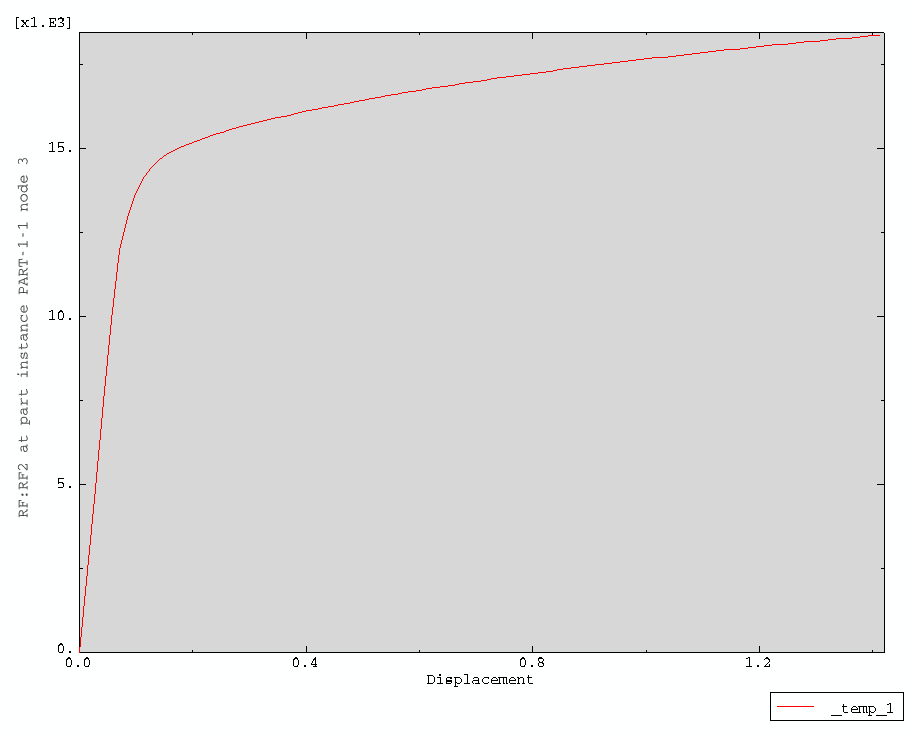 [x1.E3]
RF:RF2 at part instance PART-1-1 node 3
15.
10.
5.
0.
0.0
0.4
0.8
1.2
Displacement
_temp_1